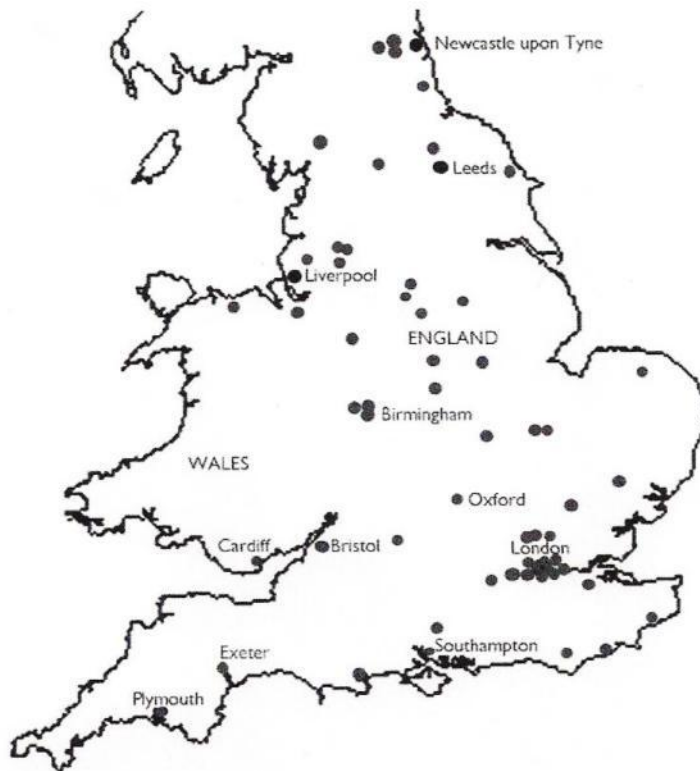 Newcastle upon Tyne
Leeds
Liverpool
ENGLAND
Birmingham
WALES
Oxford
Cardiff
Bristol
London
Southampton
Exeter
Plymouth